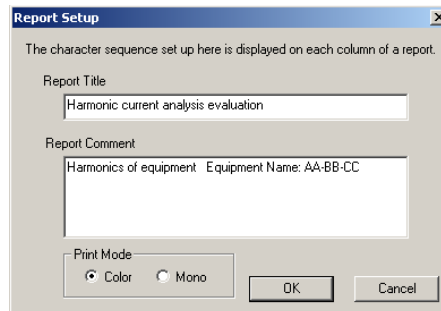 Report Setup
The character sequence set up here is displayed on each column of a report.
Report Title
Harmonic current analysis evaluation
Report Comment
Harmonics of equipment   Equipment Name: AA-BB-CC
Print Mode
Color Mono
OK Cancel